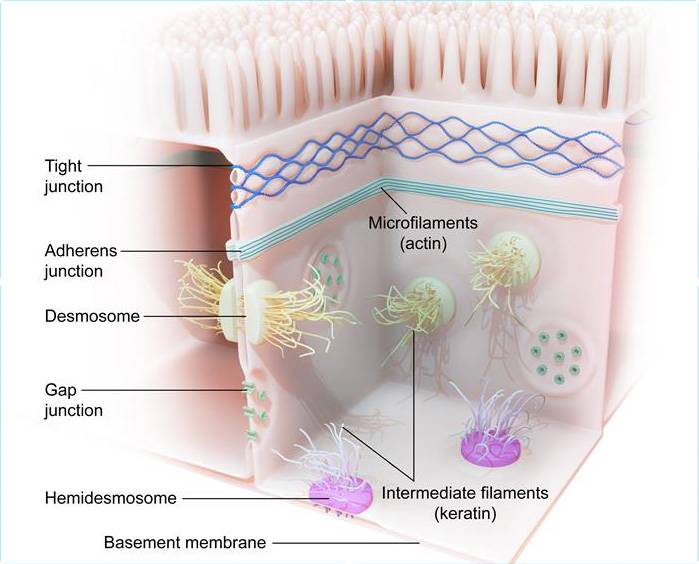 Tight
junction
Microfilaments
(actin)
Adherens
junction
Desmosome
Gap
junction
Hemidesmosome
Intermediate filaments
(keratin)
Basement membrane